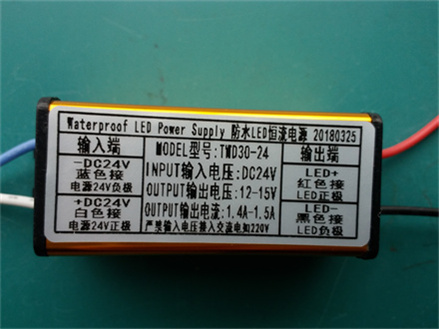 Waterproof LED Power Supply 防水LED恒流电源 20180325
输入端
-DC24V
蓝色接
电源24V负极
+DC24V
白色接
电源24V正极
MODEL型号:TMD30-24
INPUT输入电压:DC24V
OUTPUT输出电压:12-15V
OUTPUT输出电流:1.4A-1.5A
严禁输入电压接入交流电如220V
输出端
LED+
红色接
LED正极
LED-
黑色接
LED负极